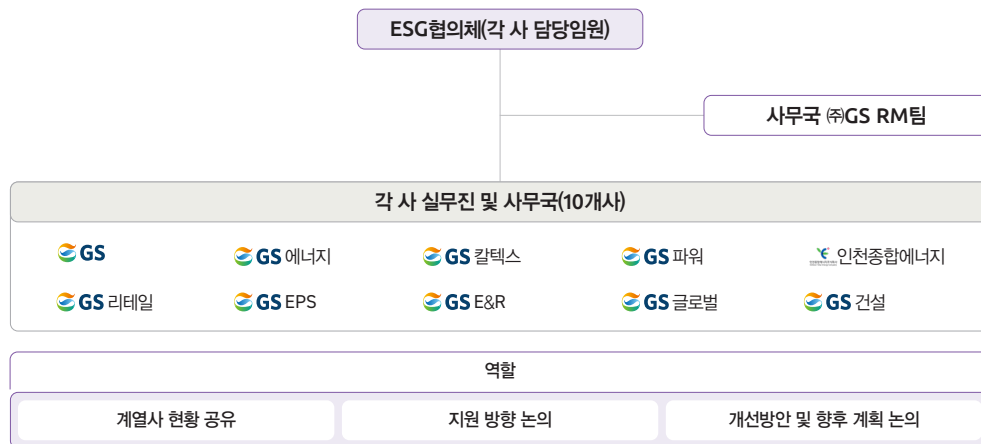 ESG협의체(각 사 담당임원)
사무국 ㈜GS RM팀
각 사 실무진 및 사무국(10개사)
GS
GS 에너지
GS 칼텍스
GS 파워
인천종합에너지
GS 리테일
GS EPS
GS E&R
GS 글로벌
GS 건설
역할
계열사 현황 공유
지원 방향 논의
개선방안 및 향후 계획 논의